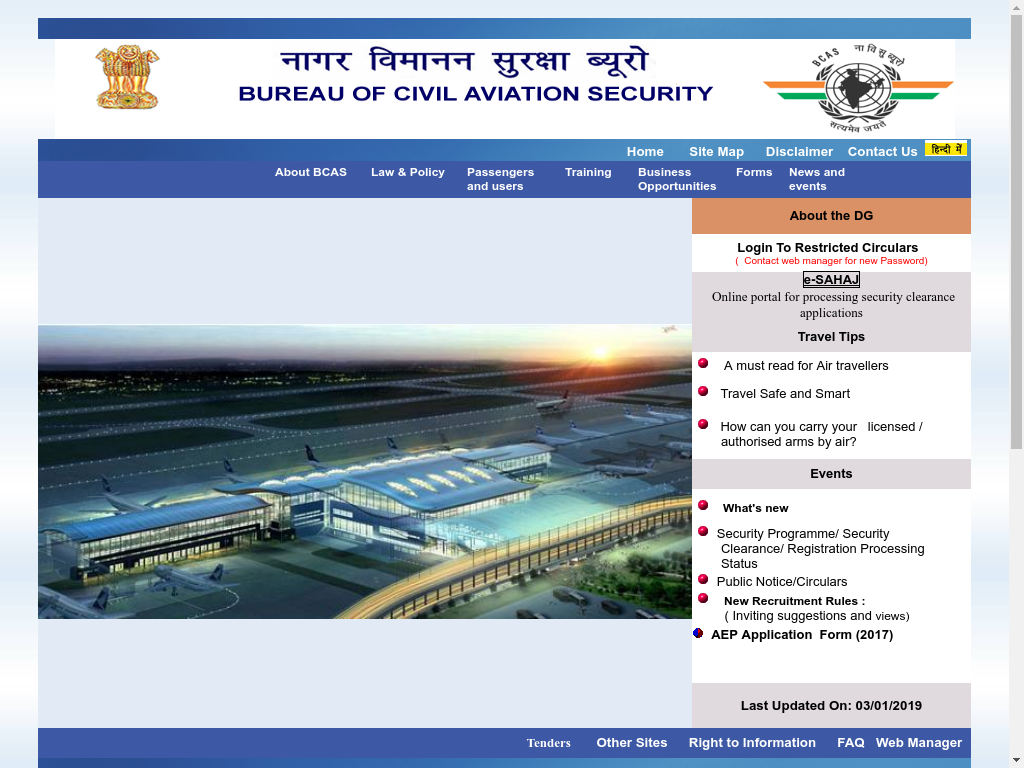 नागर विमानन सुरक्षा ब्यूरो
BUREAU OF CIVIL AVIATION SECURITY
BCAS ना वि सु ब्यूरो
सत्यमेव जयते
Home Site Map Disclaimer Contact Us हिन्दी में
About BCAS Law & Policy Passengers and users Training Business Opportunities Forms News and events
About the DG
Login To Restricted Circulars
( Contact web manager for new Password)
e-SAHAJ
Online portal for processing security clearance
applications
Travel Tips
A must read for Air travellers
Travel Safe and Smart
How can you carry your licensed /
authorised arms by air?
Events
What's new
Security Programme/ Security
Clearance/ Registration Processing
Status
Public Notice/Circulars
New Recruitment Rules :
( Inviting suggestions and views)
AEP Application Form (2017)
Last Updated On: 03/01/2019
Tenders Other Sites Right to Information FAQ Web Manager